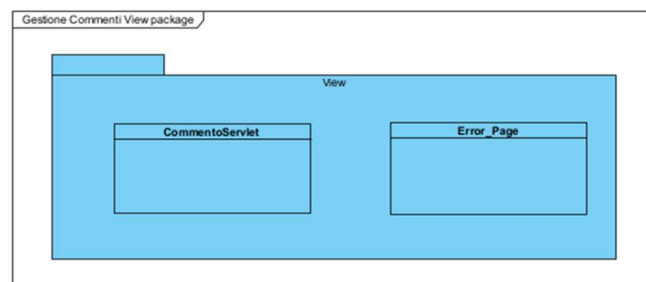 Gestione Commenti View package
View
CommentoServlet
Error_Page